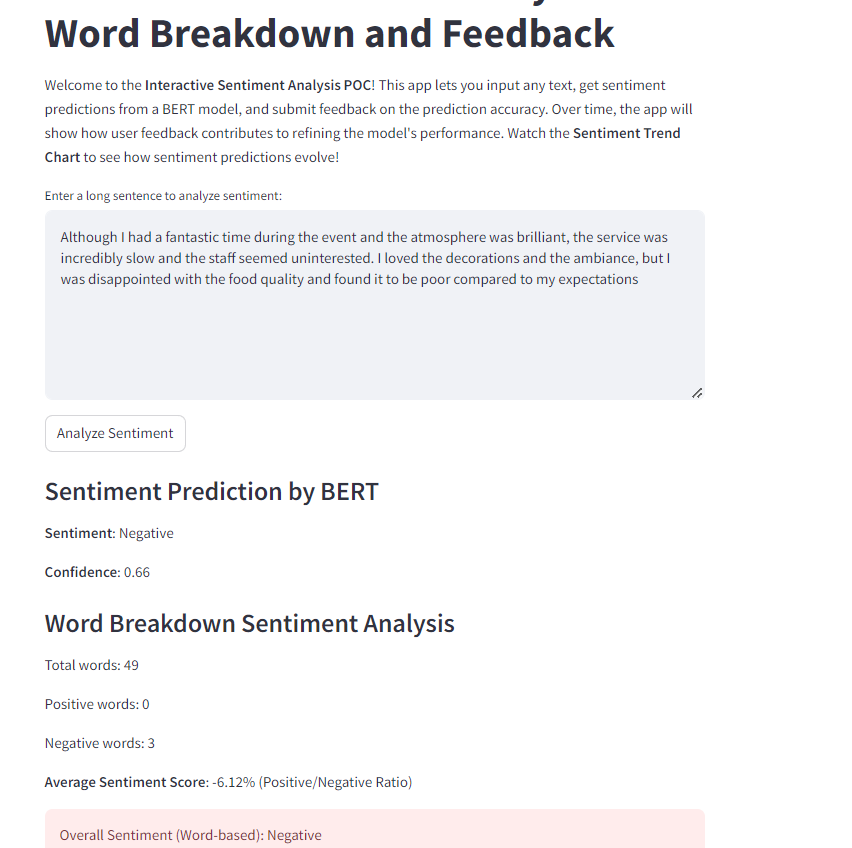 Word Breakdown and Feedback
Welcome to the Interactive Sentiment Analysis POC! This app lets you input any text, get sentiment
predictions from a BERT model, and submit feedback on the prediction accuracy. Over time, the app will
show how user feedback contributes to refining the model's performance. Watch the Sentiment Trend
Chart to see how sentiment predictions evolve!
Enter a long sentence to analyze sentiment:
Although I had a fantastic time during the event and the atmosphere was brilliant, the service was
incredibly slow and the staff seemed uninterested. I loved the decorations and the ambiance, but I
was disappointed with the food quality and found it to be poor compared to my expectations
Analyze Sentiment
Sentiment Prediction by BERT
Sentiment: Negative
Confidence: 0.66
Word Breakdown Sentiment Analysis
Total words: 49
Positive words: 0
Negative words: 3
Average Sentiment Score: -6.12% (Positive/Negative Ratio)
Overall Sentiment (Word-based): Negative